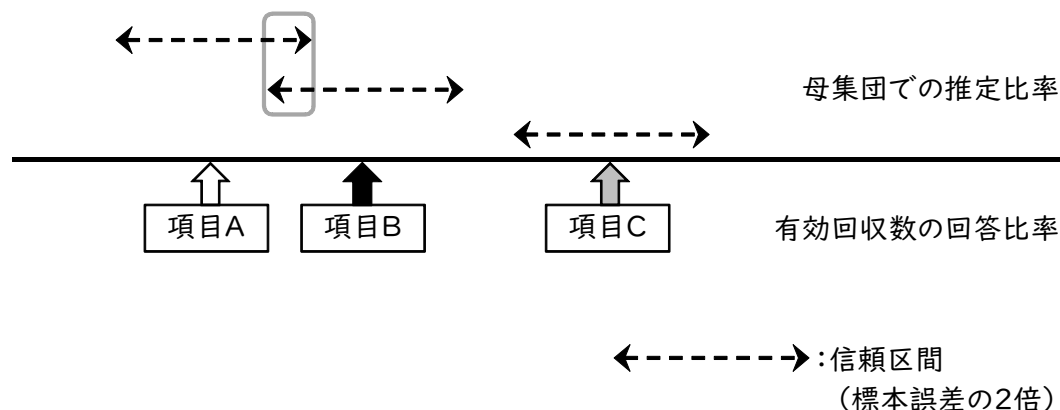 母集団での推定比率
項目A
項目B
項目C
有効回収数の回答比率
:信頼区間
(標本誤差の2倍)